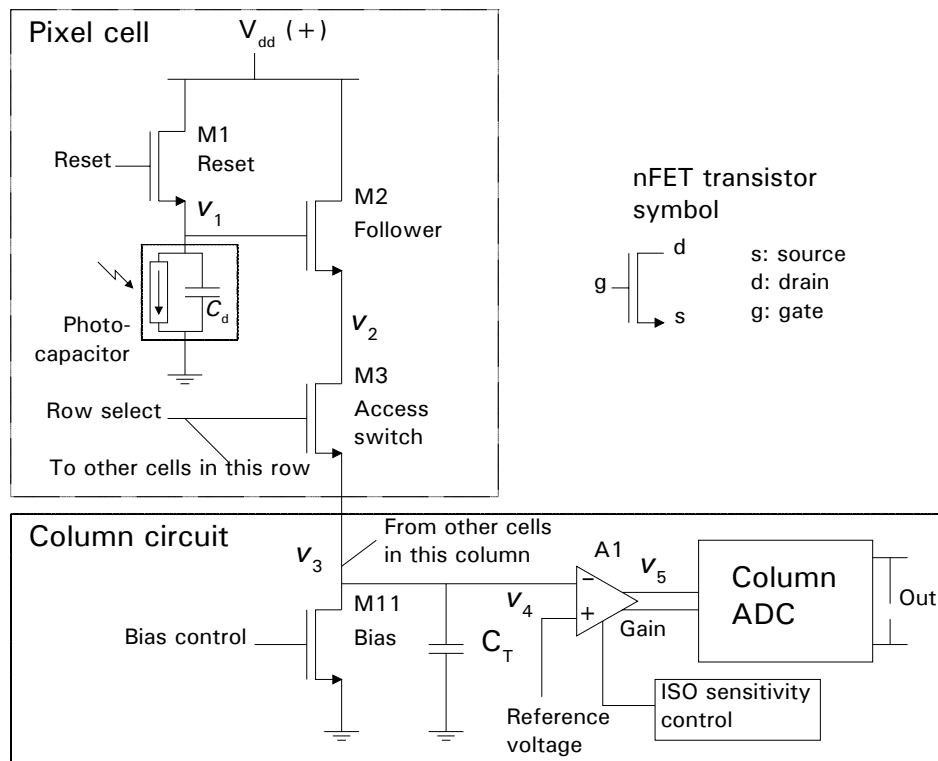 Pixel cell
V_dd (+)
M1
Reset
Reset
v_1
M2
Follower
C_d
Photo-
capacitor
v_2
M3
Access
switch
Row select
To other cells in this row
nFET transistor
symbol
d
g
s
s: source
d: drain
g: gate
Column circuit
From other cells
in this column
v_3
M11
Bias
Bias control
C_T
v_4
A1
−
+
v_5
Gain
Column
ADC
Out
Reference
voltage
ISO sensitivity
control